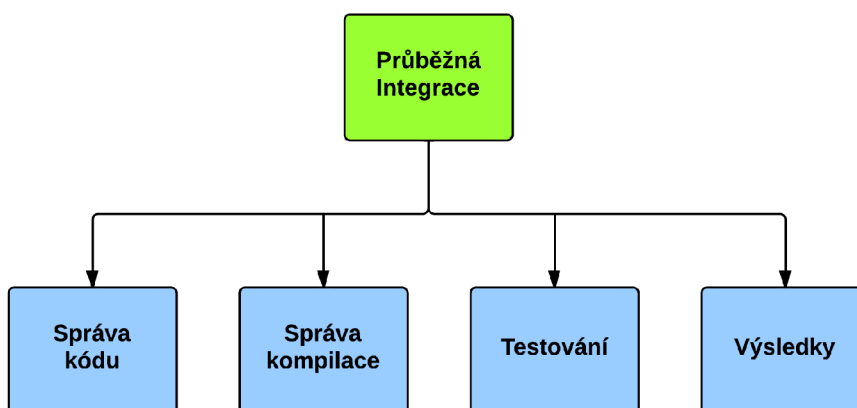 Průběžná
Integrace
Správa
kódu
Správa
kompilace
Testování
Výsledky